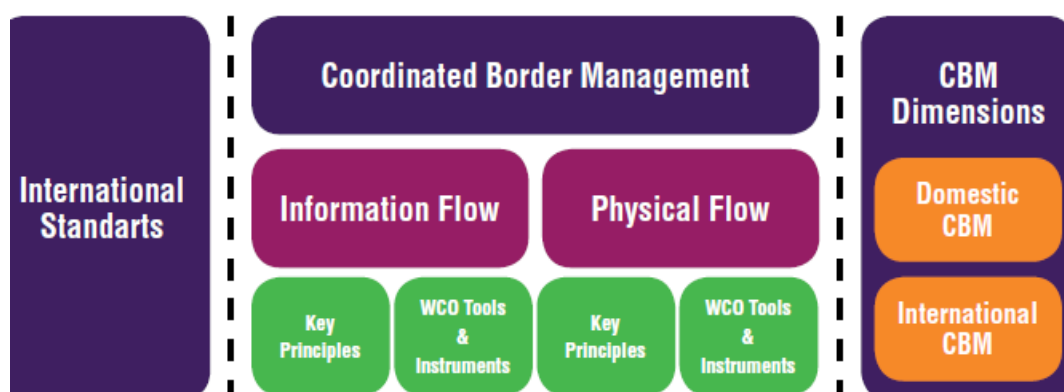 International
Standarts
Coordinated Border Management
Information Flow
Physical Flow
Key
Principles
WCO Tools
&
Instruments
Key
Principles
WCO Tools
&
Instruments
CBM
Dimensions
Domestic
CBM
International
CBM